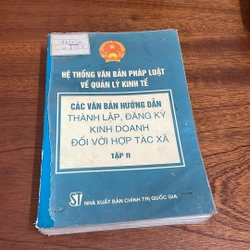 HỆ THỐNG VĂN BẢN PHÁP LUẬT
VỀ QUẢN LÝ KINH TẾ
CÁC VĂN BẢN HƯỚNG DẪN
THÀNH LẬP, ĐĂNG KÝ
KINH DOANH
ĐỐI VỚI HỢP TÁC XÃ
TẬP II
ST NHÀ XUẤT BẢN CHÍNH TRỊ QUỐC GIA